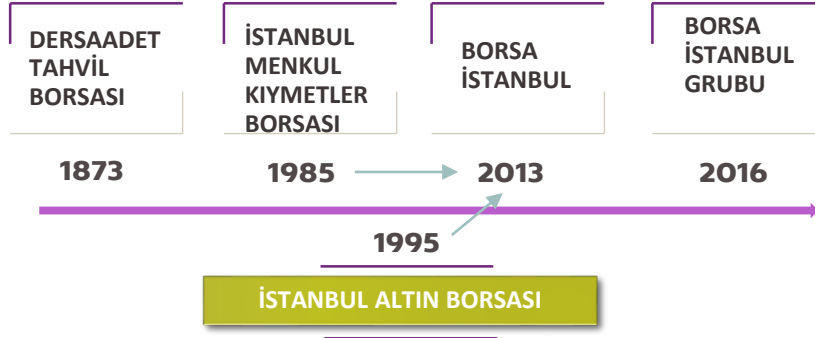 DERSAADET
TAHVİL
BORSASI
İSTANBUL
MENKUL
KIYMETLER
BORSASI
BORSA
İSTANBUL
BORSA
İSTANBUL
GRUBU
1873
1985
2013
2016
1995
İSTANBUL ALTIN BORSASI